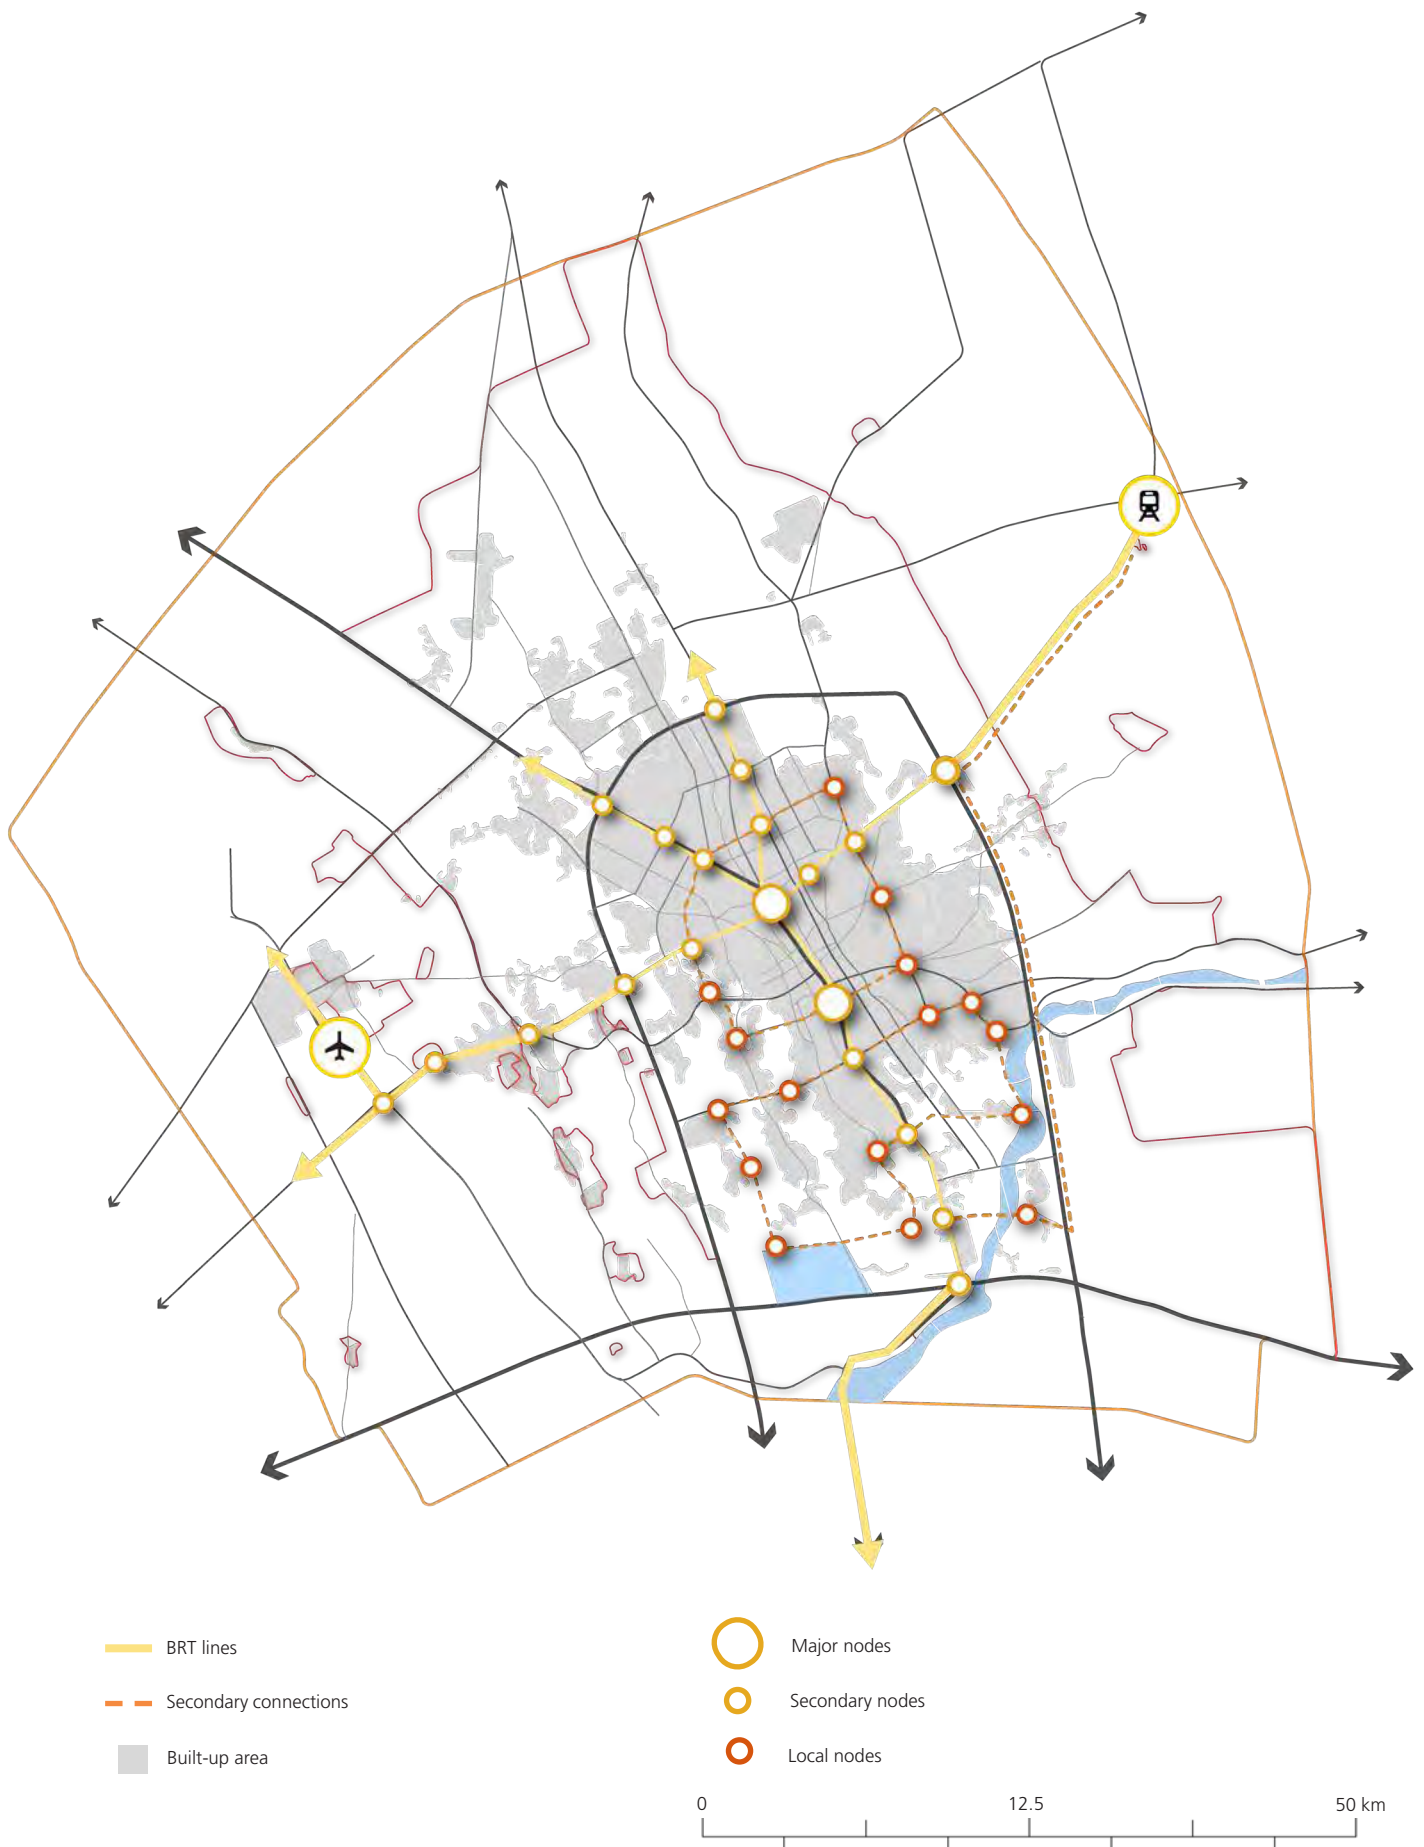 BRT lines
Major nodes
Secondary connections
Secondary nodes
Built-up area
Local nodes
0 12.5 50 km